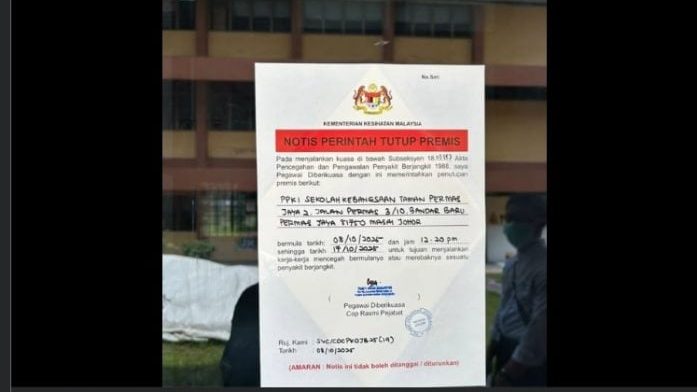 No.Siri:
KEMENTERIAN KESIHATAN MALAYSIA
NOTIS PERINTAH TUTUP PREMIS
Pada menjalankan kuasa di bawah Subseksyen 18.1 Akta
Pencegahan dan Pengawalan Penyakit Berjangkit 1988, saya
Pegawai Diberikuasa dengan ini memerintahkan penutupan
premis berikut:
PPKI SEKOLAH KEBANGSAAN TAMAN PERMAS
JAYA 2, JALAN PERMAS 3/10, BANDAR BARU
PERMAS JAYA 81750 MASAI JOHOR
bermula tarikh: 08/10/2025 dan jam 12:20 pm
sehingga tarikh: 14/10/2025 untuk tujuan menjalankan
kerja-kerja mencegah bermulanya atau merebaknya sesuatu
penyakit berjangkit.
( )
Pegawai Diberikuasa
Cop Rasmi Pejabat
Ruj. Kami :
Tarikh : 08/10/2025
(AMARAN : Notis ini tidak boleh ditanggal / diturunkan)